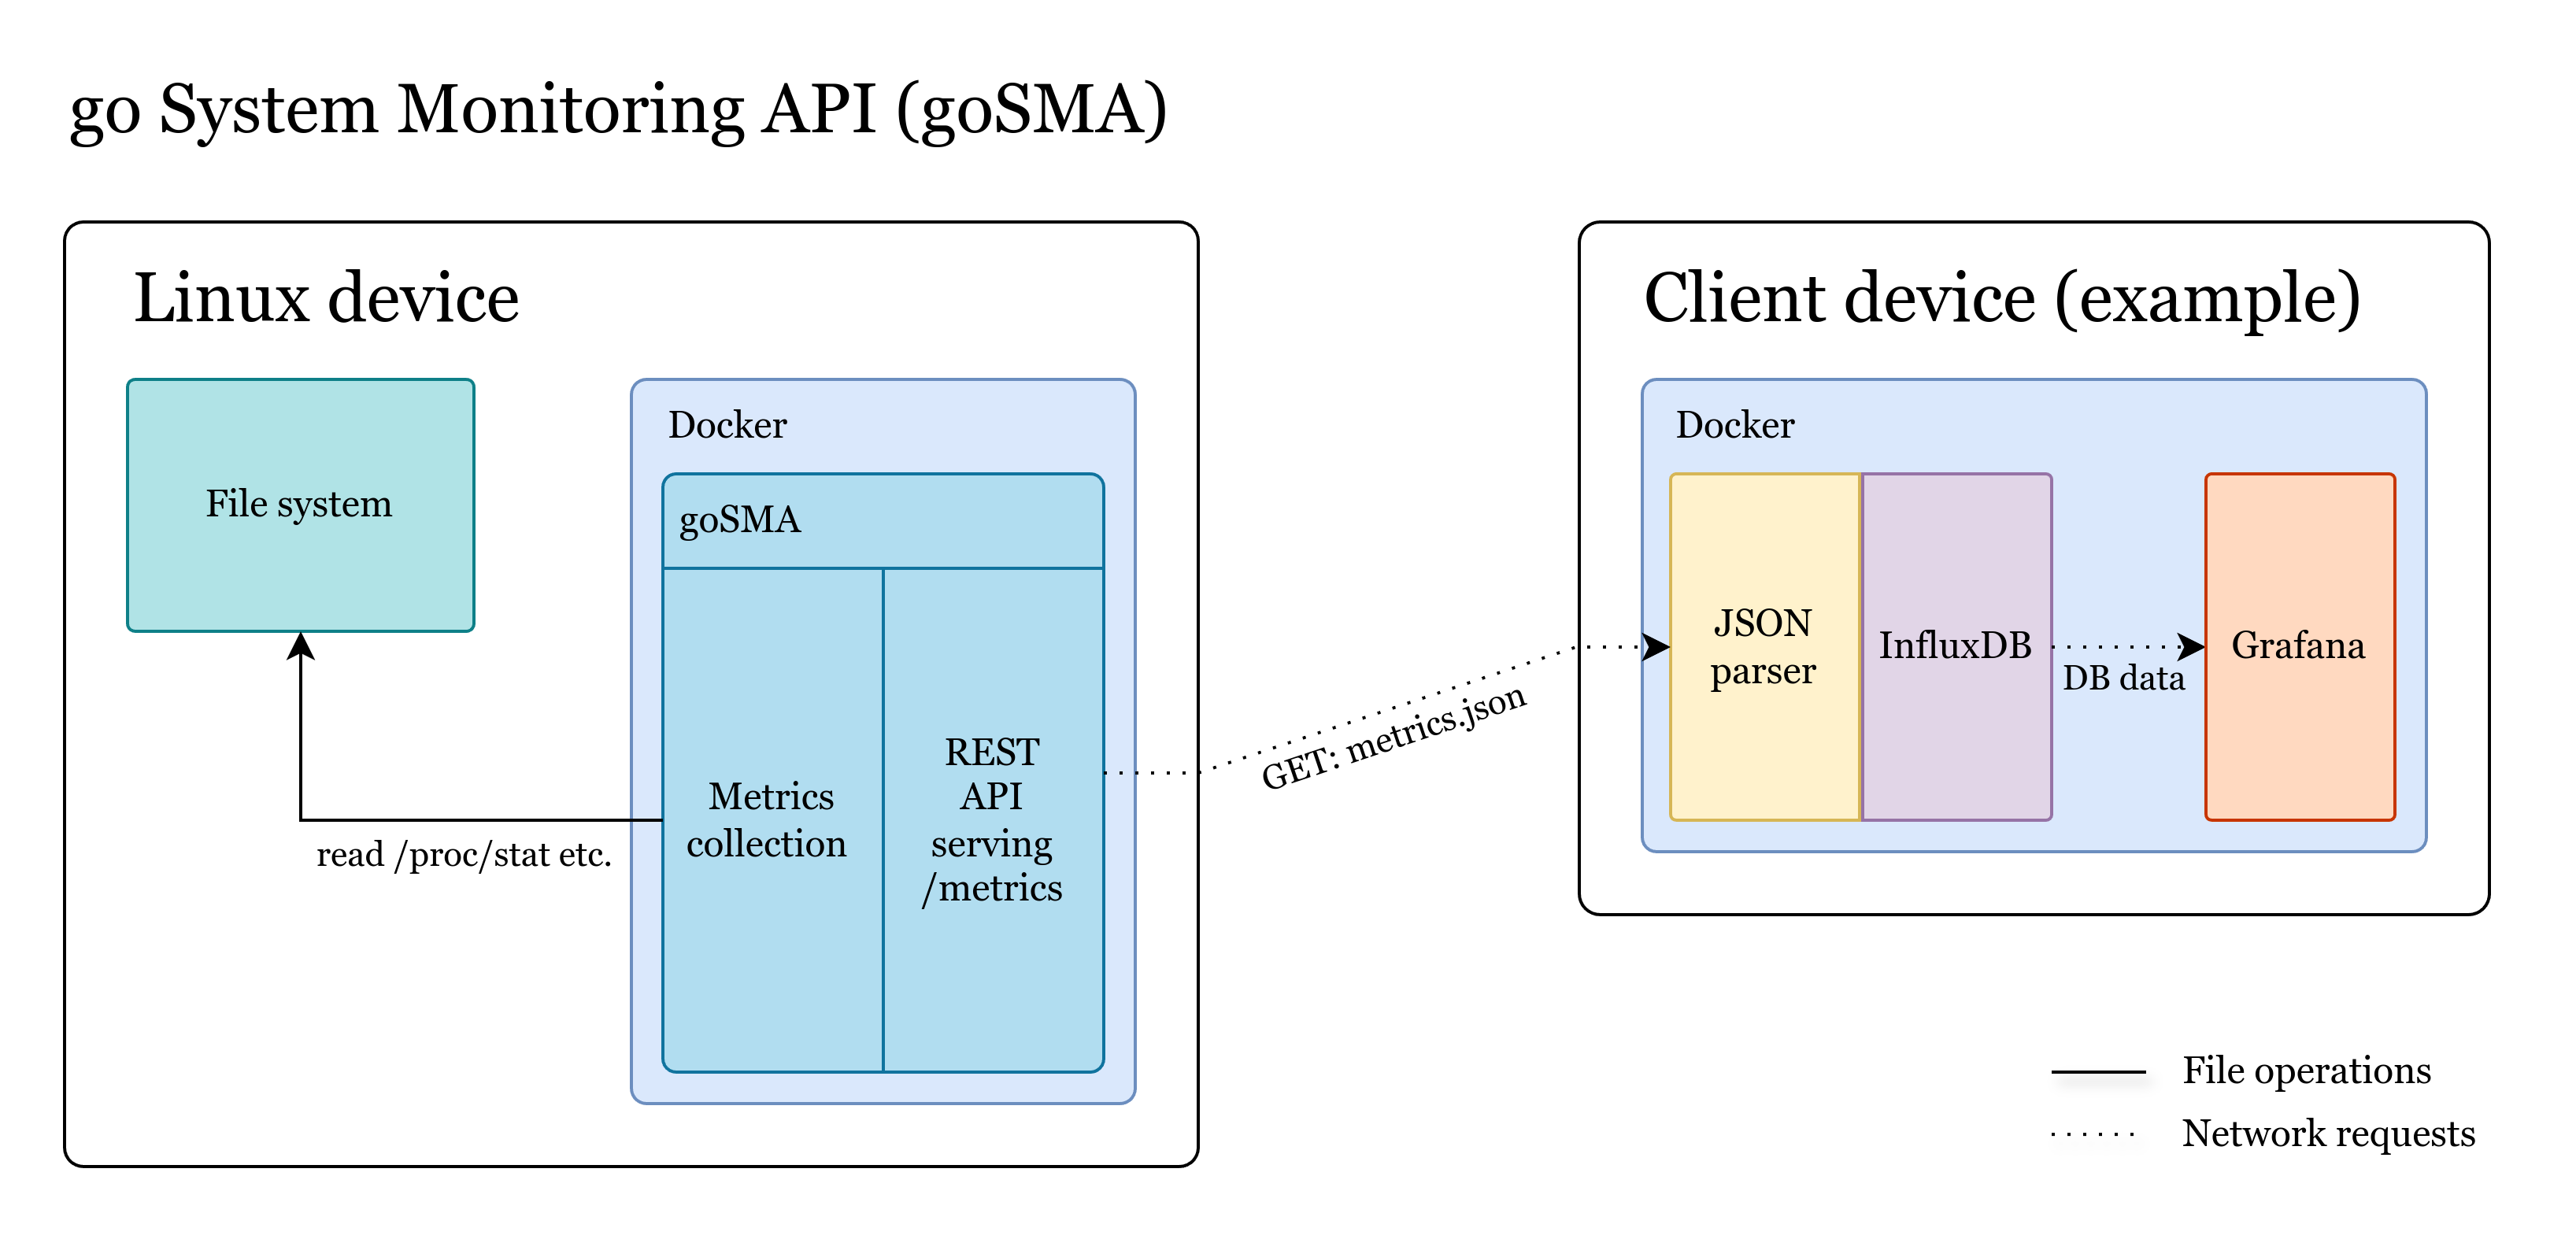 go System Monitoring API (goSMA)
Linux device
File system
Docker
goSMA
Metrics
collection
REST
API
serving
/metrics
read /proc/stat etc.
GET: metrics.json
Client device (example)
Docker
JSON
parser
InfluxDB
DB data
Grafana
File operations
Network requests